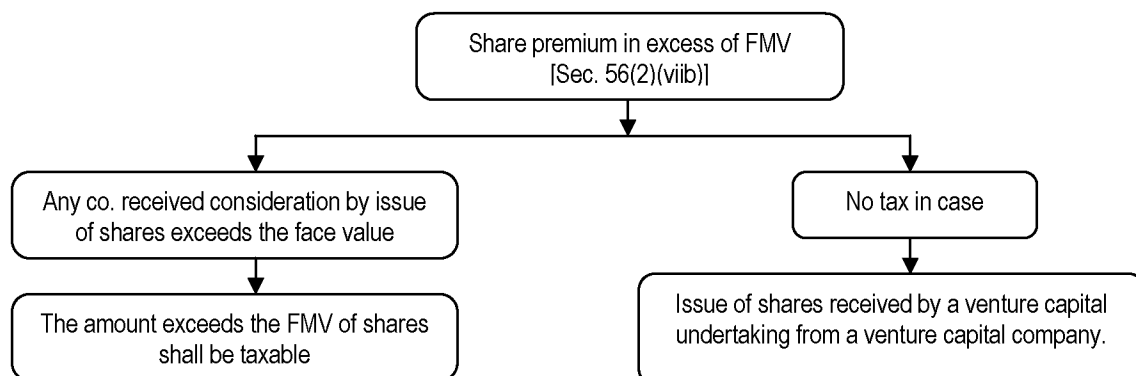 Share premium in excess of FMV
[Sec. 56(2)(viib)]
Any co. received consideration by issue
of shares exceeds the face value
No tax in case
The amount exceeds the FMV of shares
shall be taxable
Issue of shares received by a venture capital
undertaking from a venture capital company.